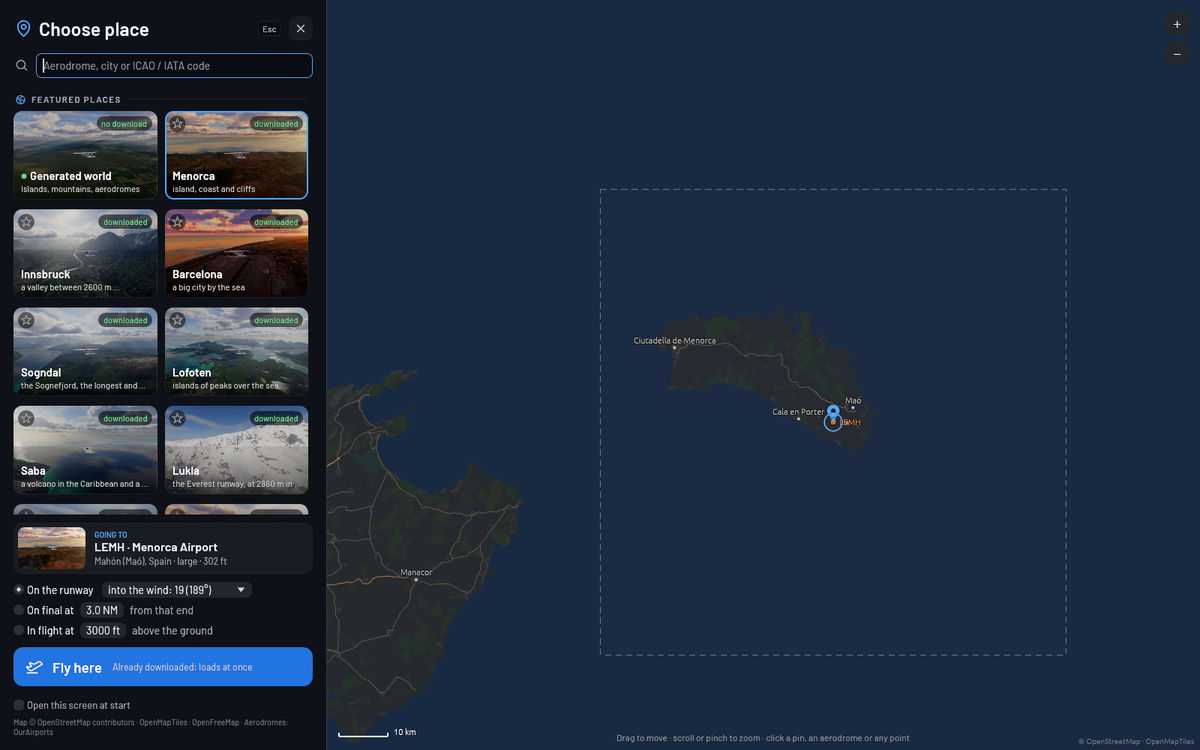 Choose place
Esc
Aerodrome, city or ICAO / IATA code
FEATURED PLACES
no download
Generated world
Islands, mountains, aerodromes
downloaded
Menorca
island, coast and cliffs
downloaded
Innsbruck
a valley between 2600 m ...
downloaded
Barcelona
a big city by the sea
downloaded
Sogndal
the Sognefjord, the longest and ...
downloaded
Lofoten
islands of peaks over the sea, ...
downloaded
Saba
a volcano in the Caribbean and a ...
downloaded
Lukla
the Everest runway, at 2860 m in ...
GOING TO
LEMH · Menorca Airport
Mahón (Maó), Spain · large · 302 ft
On the runway
into the wind: 19 (189°)
On final at 3.0 NM from that end
In flight at 3000 ft above the ground
Fly here
Already downloaded: loads at once
Open this screen at start
Map © OpenStreetMap contributors · OpenMapTiles · OpenFreeMap · Aerodromes:
OurAirports
+
−
Ciutadella de Menorca
Maó
Cala en Porter
LEMH
Manacor
10 km
Drag to move · scroll or pinch to zoom · click a pin, an aerodrome or any point
© OpenStreetMap · OpenMapTiles